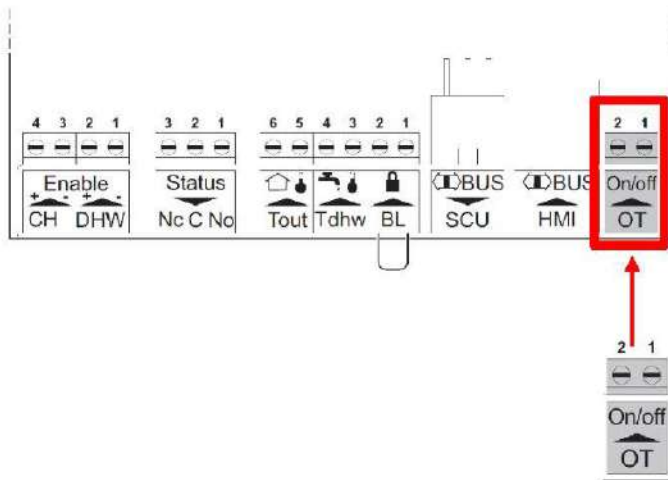 4 3 2 1 3 2 1 6 5 4 3 2 1 2 1
Enable Status BUS BUS On/off
+ - + -
CH DHW Nc C No Tout Tdhw BL SCU HMI OT
2 1
On/off
OT